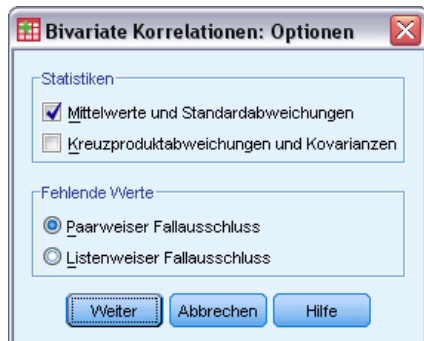 Bivariate Korrelationen: Optionen
Statistiken
Mittelwerte und Standardabweichungen
Kreuzproduktabweichungen und Kovarianzen
Fehlende Werte
Paarweiser Fallausschluss
Listenweiser Fallausschluss
Weiter Abbrechen Hilfe